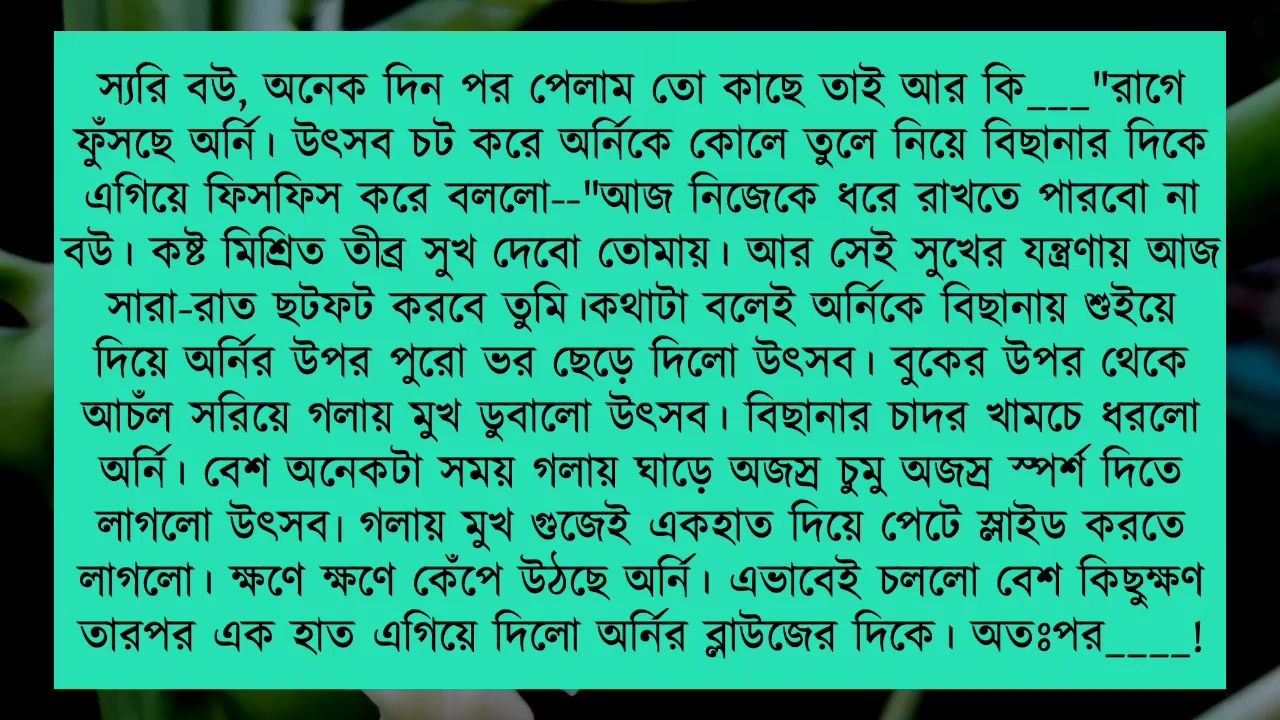 স্যরি বউ, অনেক দিন পর পেলাম তো কাছে তাই আর কি___"রাগে
ফুঁসছে অর্নি। উৎসব চট করে অর্নিকে কোলে তুলে নিয়ে বিছানার দিকে
এগিয়ে ফিসফিস করে বললো--"আজ নিজেকে ধরে রাখতে পারবো না
বউ। কষ্ট মিশ্রিত তীব্র সুখ দেবো তোমায়। আর সেই সুখের যন্ত্রণায় আজ
সারা-রাত ছটফট করবে তুমি।কথাটা বলেই অর্নিকে বিছানায় শুইয়ে
দিয়ে অর্নির উপর পুরো ভর ছেড়ে দিলো উৎসব। বুকের উপর থেকে
আচঁল সরিয়ে গলায় মুখ ডুবালো উৎসব। বিছানার চাদর খামচে ধরলো
অর্নি। বেশ অনেকটা সময় গলায় ঘাড়ে অজস্র চুমু অজস্র স্পর্শ দিতে
লাগলো উৎসব। গলায় মুখ গুজেই একহাত দিয়ে পেটে স্লাইড করতে
লাগলো। ক্ষণে ক্ষণে কেঁপে উঠছে অর্নি। এভাবেই চললো বেশ কিছুক্ষণ
তারপর এক হাত এগিয়ে দিলো অর্নির ব্লাউজের দিকে। অতঃপর____!